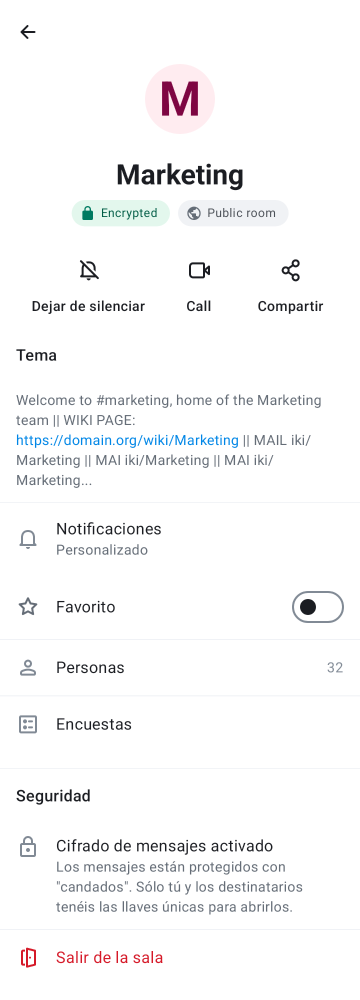 M
Marketing
Encrypted
Public room
Dejar de silenciar
Call
Compartir
Tema
Welcome to #marketing, home of the Marketing
team || WIKI PAGE:
https://domain.org/wiki/Marketing || MAIL iki/
Marketing || MAI iki/Marketing || MAI iki/
Marketing...
Notificaciones
Personalizado
Favorito
Personas 32
Encuestas
Seguridad
Cifrado de mensajes activado
Los mensajes están protegidos con
"candados". Sólo tú y los destinatarios
tenéis las llaves únicas para abrirlos.
Salir de la sala